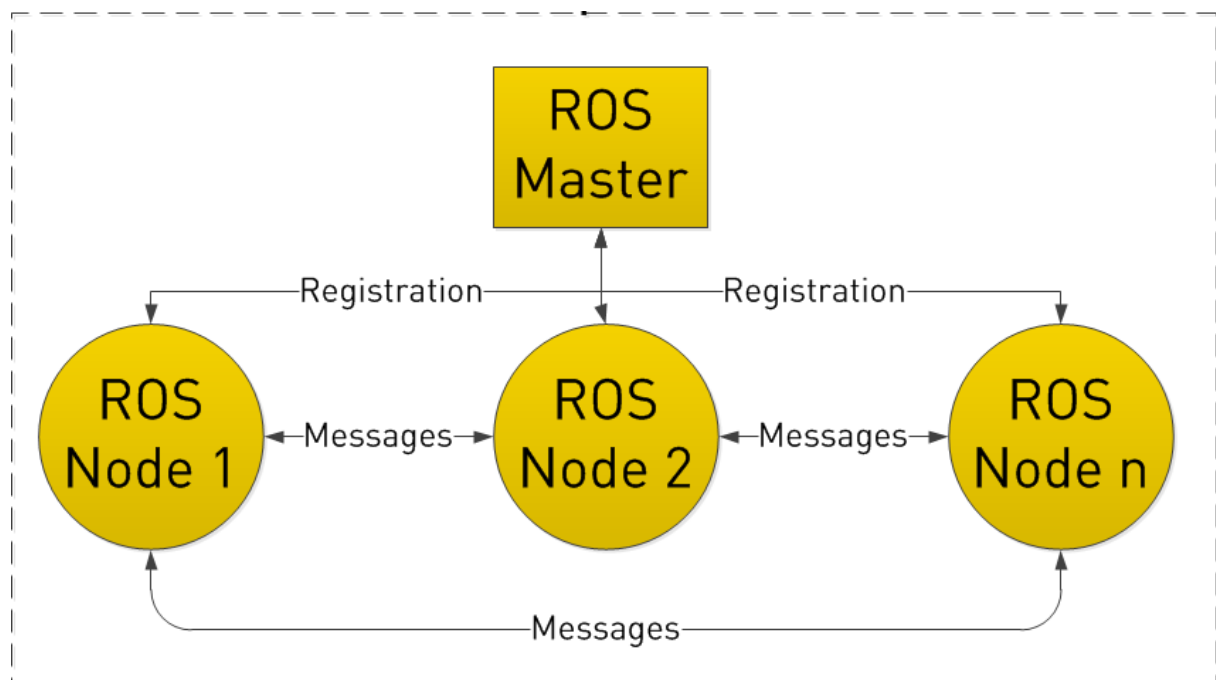 ROS
Master
Registration
Registration
ROS
Node 1
Messages
ROS
Node 2
Messages
ROS
Node n
Messages